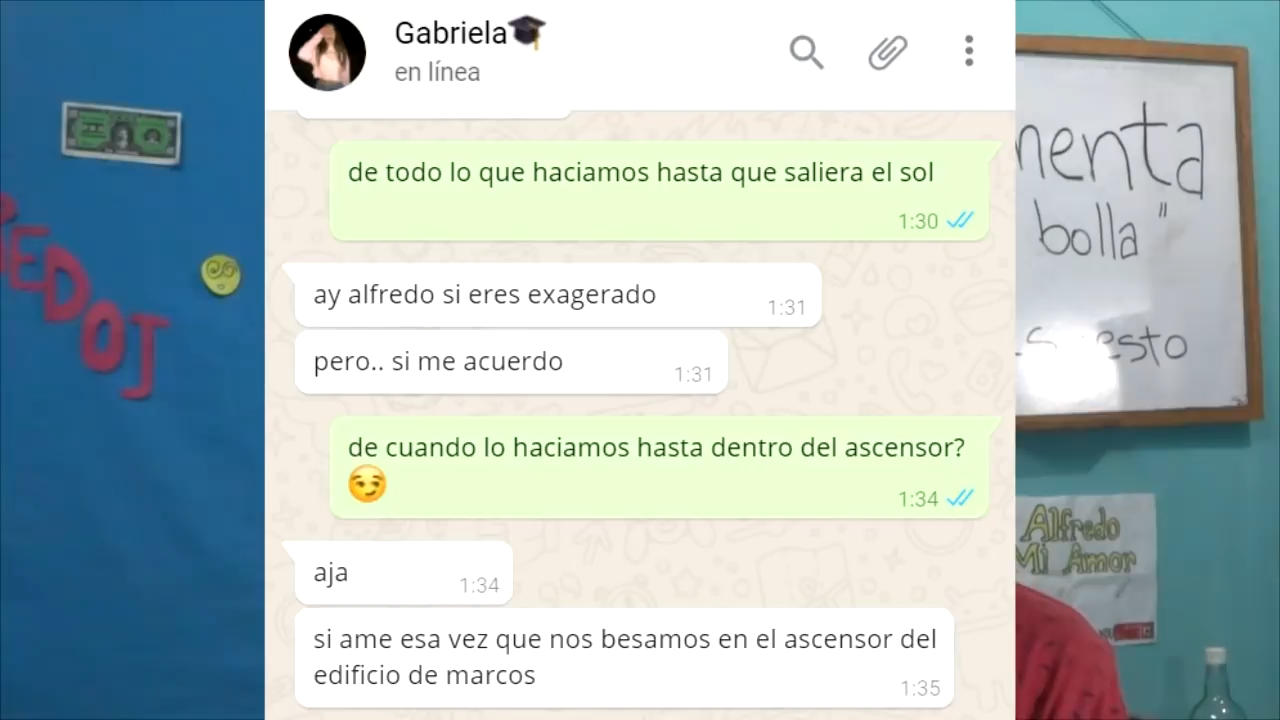 Gabriela
en línea
de todo lo que haciamos hasta que saliera el sol
1:30
ay alfredo si eres exagerado
1:31
pero.. si me acuerdo
1:31
de cuando lo haciamos hasta dentro del ascensor?
1:34
aja
1:34
si ame esa vez que nos besamos en el ascensor del
edificio de marcos
1:35
bolla"
Alfredo
Mi Amor